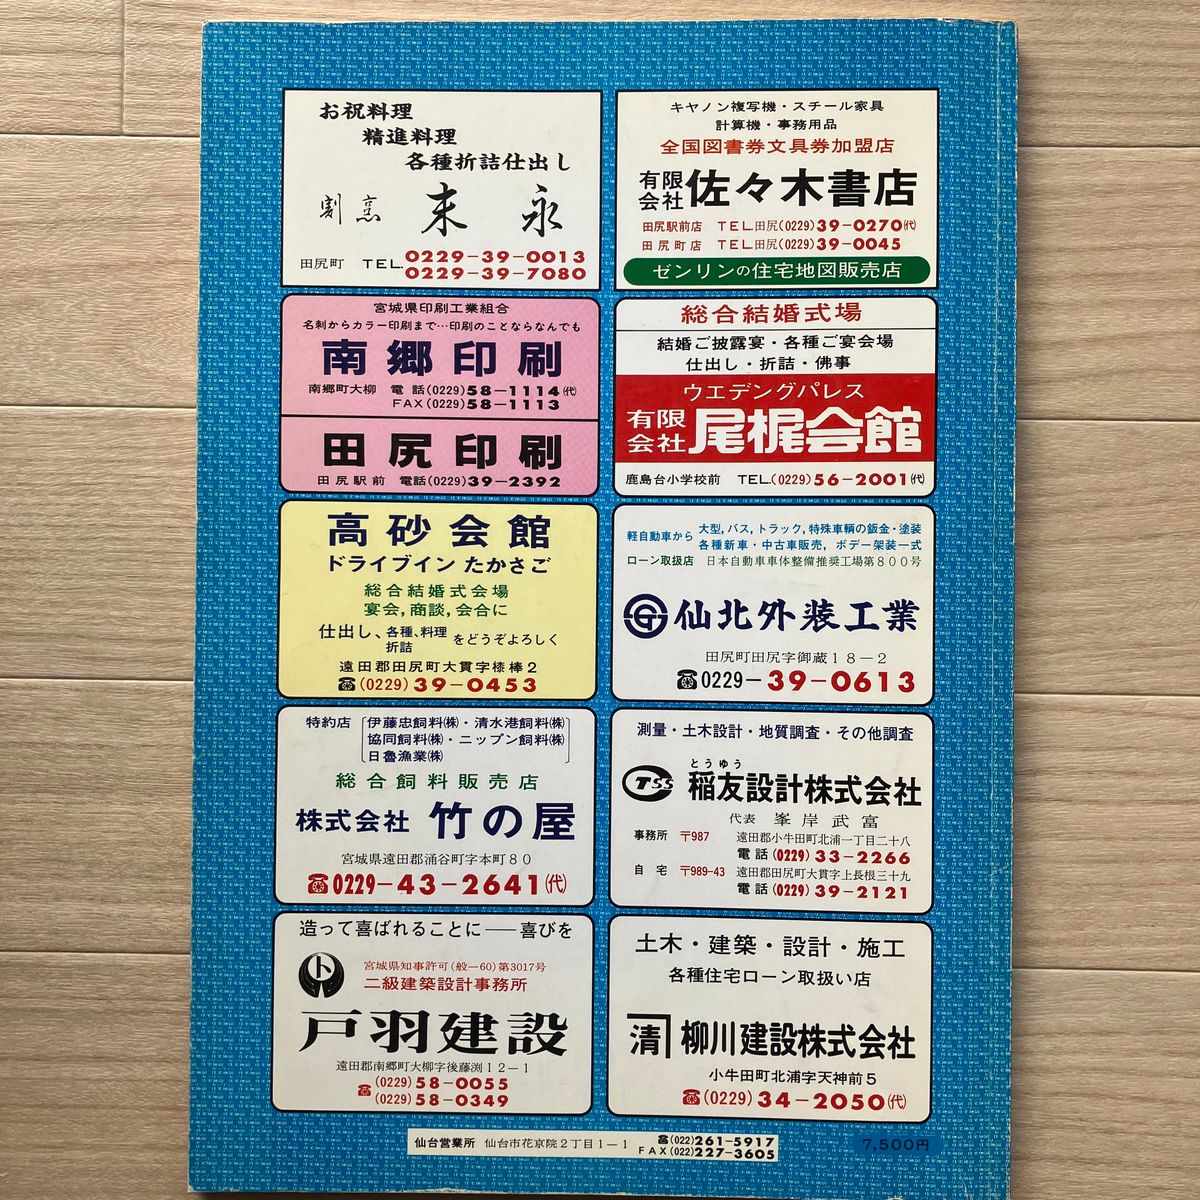 お祝料理
精進料理
各種折詰仕出し
割烹 末永
田尻町 TEL.0229-39-0013
0229-39-7080
キヤノン複写機・スチール家具
計算機・事務用品
全国図書券文具券加盟店
有限会社 佐々木書店
田尻駅前店 TEL.田尻(0229)39-0270(代)
田尻町店 TEL.田尻(0229)39-0045
ゼンリンの住宅地図販売店
宮城県印刷工業組合
名刺からカラー印刷まで…印刷のことならなんでも
南郷印刷
南郷町大柳 電話(0229)58-1114(代)
FAX(0229)58-1113
田尻印刷
田尻駅前 電話(0229)39-2392
総合結婚式場
結婚ご披露宴・各種ご宴会場
仕出し・折詰・佛事
ウエデングパレス
有限会社 尾梶会館
鹿島台小学校前 TEL.(0229)56-2001(代)
高砂会館
ドライブイン たかさご
総合結婚式会場
宴会,商談,会合に
仕出し、各種、料理折詰をどうぞよろしく
遠田郡田尻町大貫字㯃棒2
☎(0229)39-0453
軽自動車から 大型,バス,トラック,特殊車輌の鈑金・塗装
各種新車・中古車販売,ボデー架装一式
ローン取扱店 日本自動車車体整備推奨工場第800号
仙北外装工業
田尻町田尻字御蔵18-2
☎0229-39-0613
特約店 伊藤忠飼料㈱・清水港飼料㈱
協同飼料㈱・ニップン飼料㈱
日魯漁業㈱
総合飼料販売店
株式会社 竹の屋
宮城県遠田郡涌谷町字本町80
☎0229-43-2641(代)
測量・土木設計・地質調査・その他調査
とうゆう
TSS 稲友設計株式会社
代表 峯岸武富
事務所 〒987 遠田郡小牛田町北浦一丁目二十八
電話(0229)33-2266
自宅 〒989-43 遠田郡田尻町大貫字上長根三十九
電話(0229)39-2121
造って喜ばれることに——喜びを
宮城県知事許可(般-60)第3017号
二級建築設計事務所
戸羽建設
遠田郡南郷町大柳字後藤渕12-1
☎(0229)58-0055
(0229)58-0349
土木・建築・設計・施工
各種住宅ローン取扱い店
清 柳川建設株式会社
小牛田町北浦字天神前5
☎(0229)34-2050(代)
仙台営業所 仙台市花京院2丁目1-1 ☎(022)261-5917
FAX(022)227-3605
7,500円